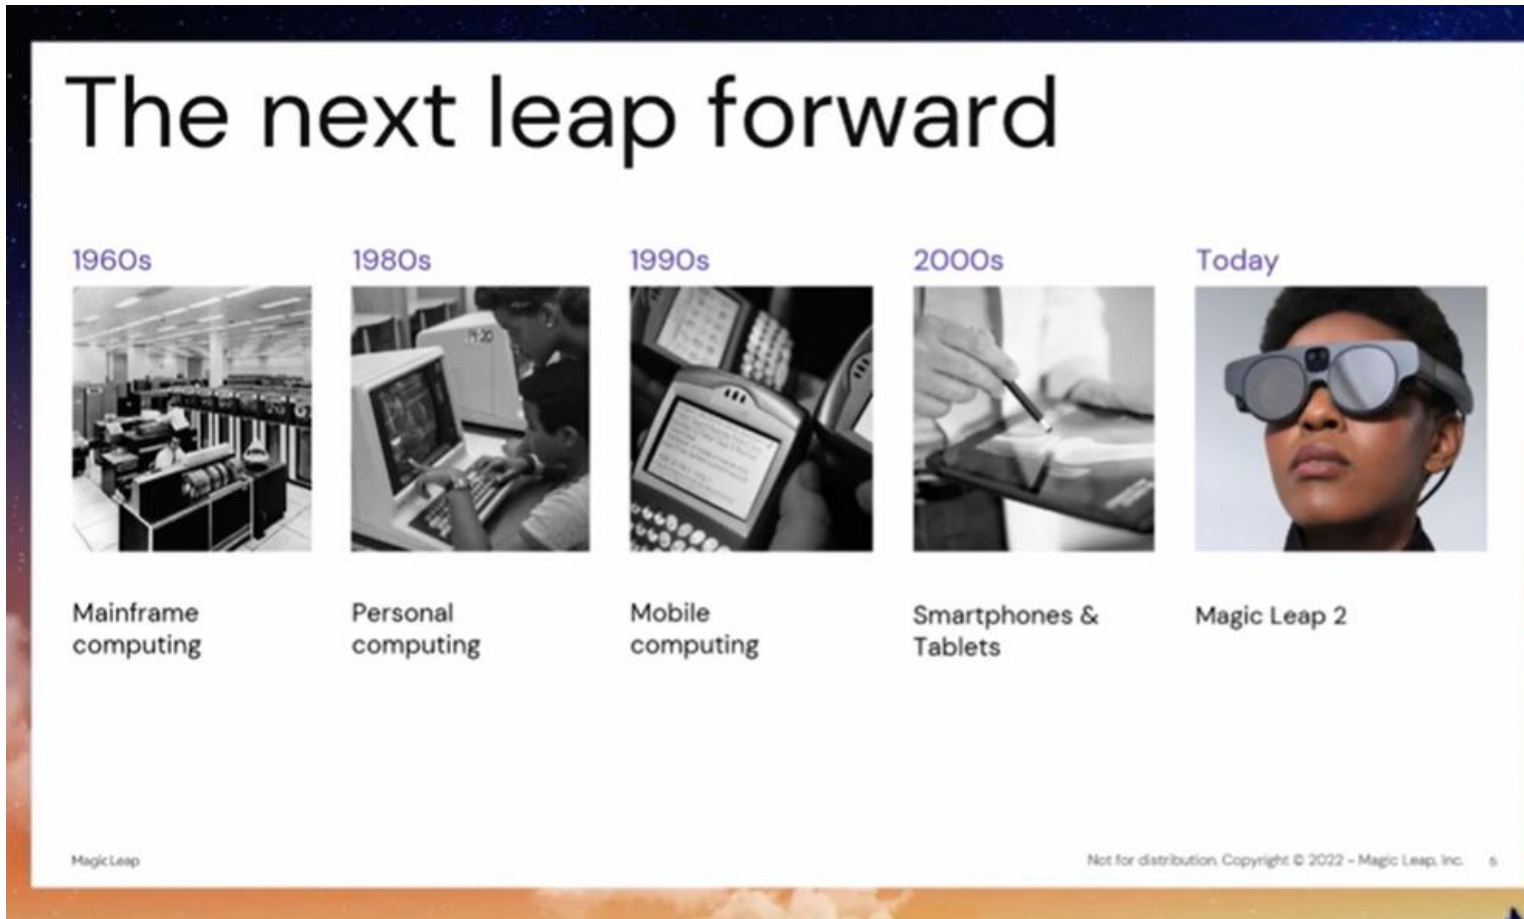 The next leap forward
1960s
1980s
1990s
2000s
Today
Mainframe
computing
Personal
computing
Mobile
computing
Smartphones &
Tablets
Magic Leap 2
Magic Leap
Not for distribution. Copyright © 2022 - Magic Leap, Inc. 5